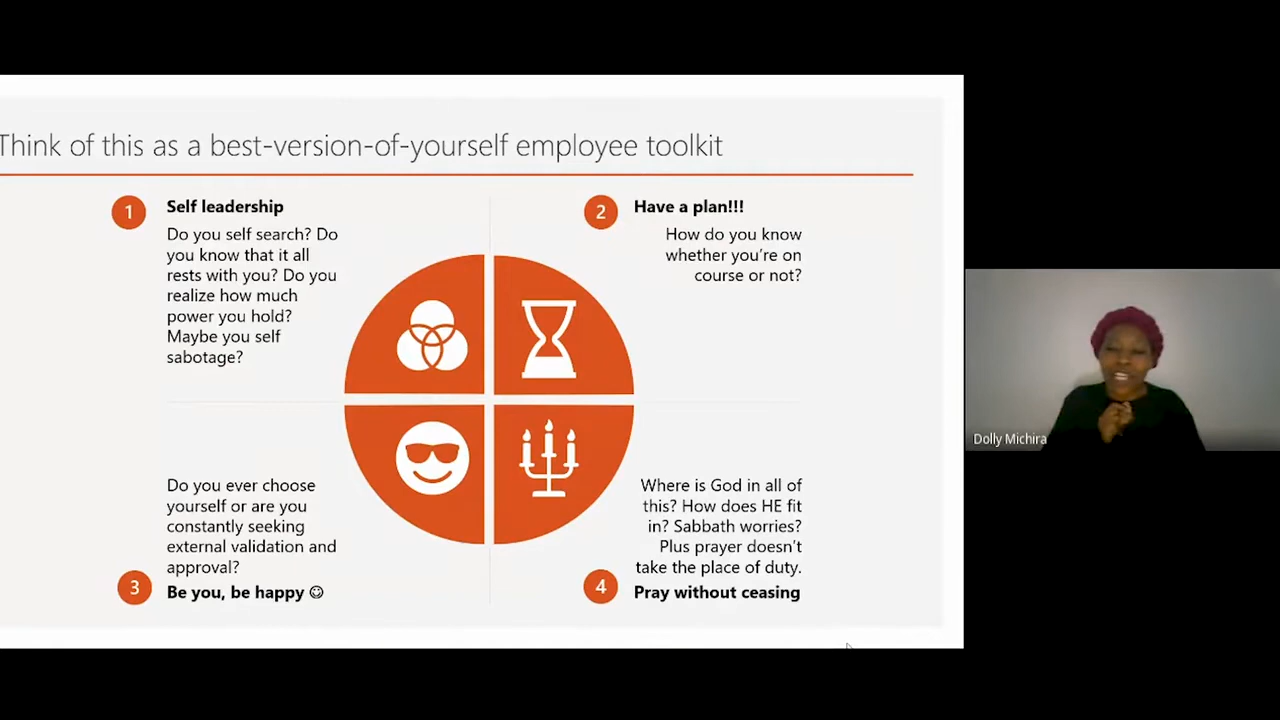 Think of this as a best-version-of-yourself employee toolkit
1
Self leadership
Do you self search? Do
you know that it all
rests with you? Do you
realize how much
power you hold?
Maybe you self
sabotage?
2
Have a plan!!!
How do you know
whether you're on
course or not?
Do you ever choose
yourself or are you
constantly seeking
external validation and
approval?
3
Be you, be happy ☺
Where is God in all of
this? How does HE fit
in? Sabbath worries?
Plus prayer doesn't
take the place of duty.
4
Pray without ceasing
Dolly Michira